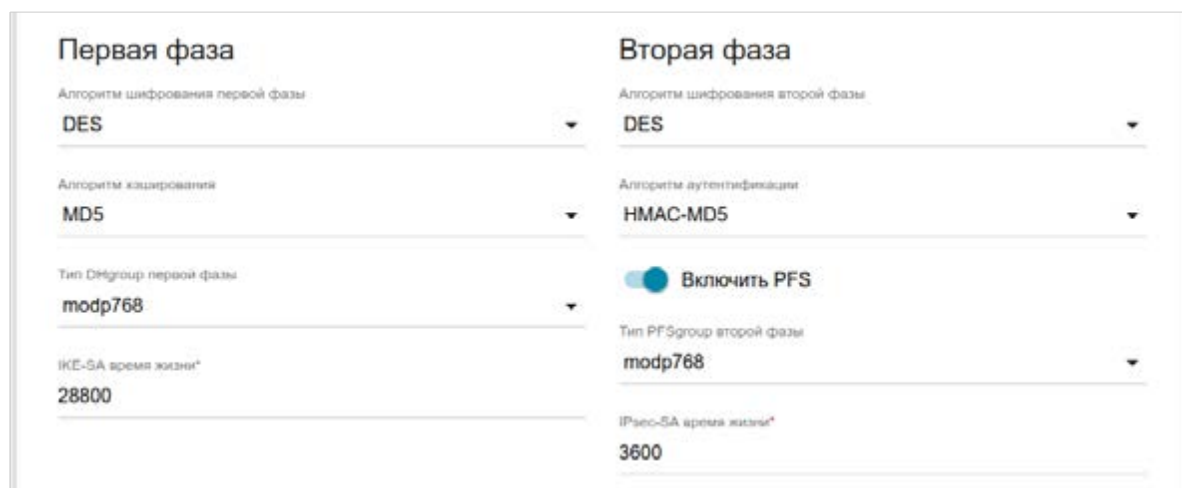 Первая фаза
Алгоритм шифрования первой фазы
DES
Алгоритм хэширования
MD5
Тип DHgroup первой фазы
modp768
IKE-SA время жизни*
28800
Вторая фаза
Алгоритм шифрования второй фазы
DES
Алгоритм аутентификации
HMAC-MD5
Включить PFS
Тип PFSgroup второй фазы
modp768
IPsec-SA время жизни*
3600